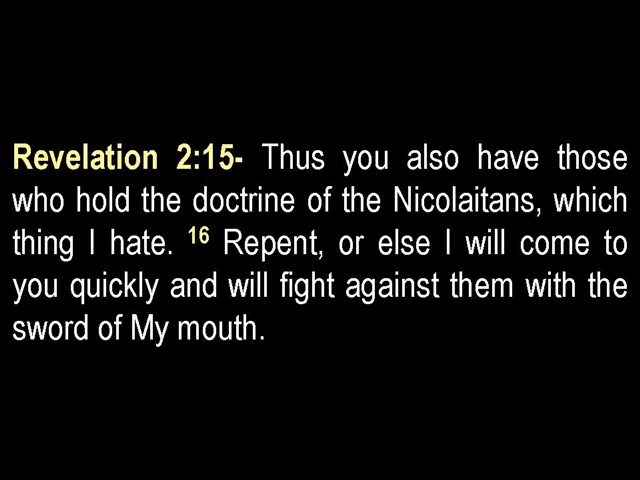 Revelation 2:15- Thus you also have those
who hold the doctrine of the Nicolaitans, which
thing I hate. 16 Repent, or else I will come to
you quickly and will fight against them with the
sword of My mouth.